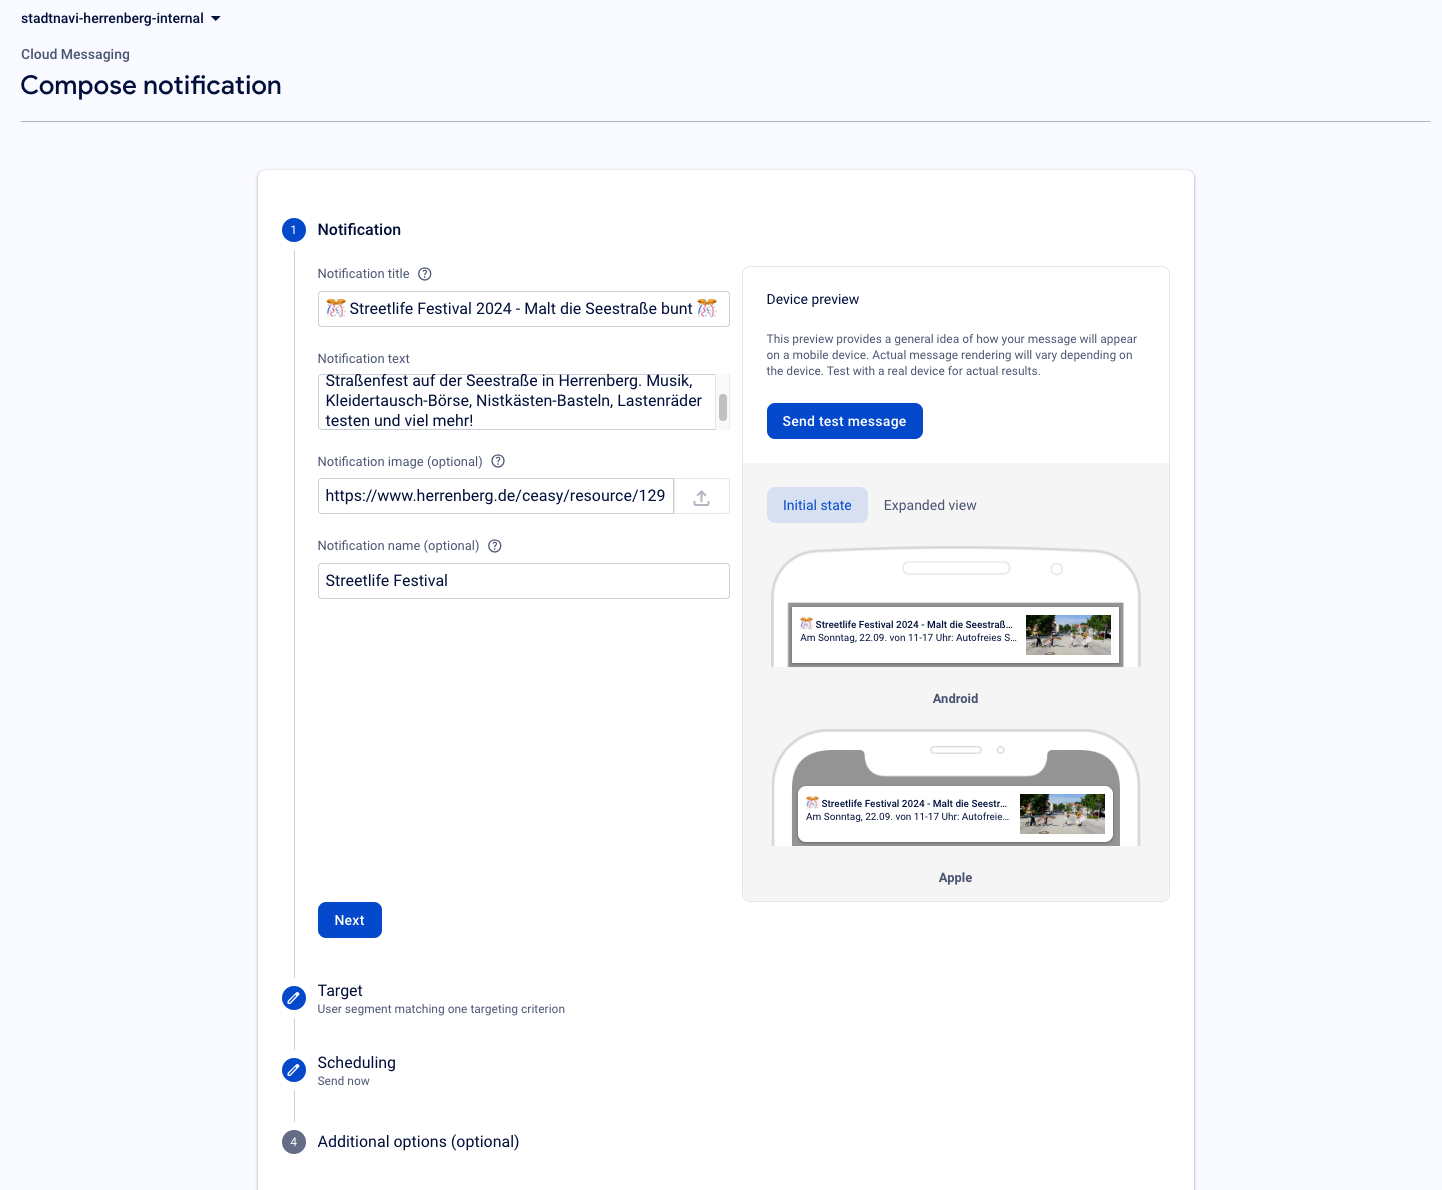 stadtnavi-herrenberg-internal
Cloud Messaging
Compose notification
1 Notification
Notification title
🎊 Streetlife Festival 2024 - Malt die Seestraße bunt 🎊
Notification text
Straßenfest auf der Seestraße in Herrenberg. Musik,
Kleidertausch-Börse, Nistkästen-Basteln, Lastenräder
testen und viel mehr!
Notification image (optional)
https://www.herrenberg.de/ceasy/resource/129
Notification name (optional)
Streetlife Festival
Next
Device preview
This preview provides a general idea of how your message will appear
on a mobile device. Actual message rendering will vary depending on
the device. Test with a real device for actual results.
Send test message
Initial state
Expanded view
🎊 Streetlife Festival 2024 - Malt die Seestraß...
Am Sonntag, 22.09. von 11-17 Uhr: Autofreies S...
Android
🎊 Streetlife Festival 2024 - Malt die Seestr...
Am Sonntag, 22.09. von 11-17 Uhr: Autofreie...
Apple
Target
User segment matching one targeting criterion
Scheduling
Send now
4 Additional options (optional)